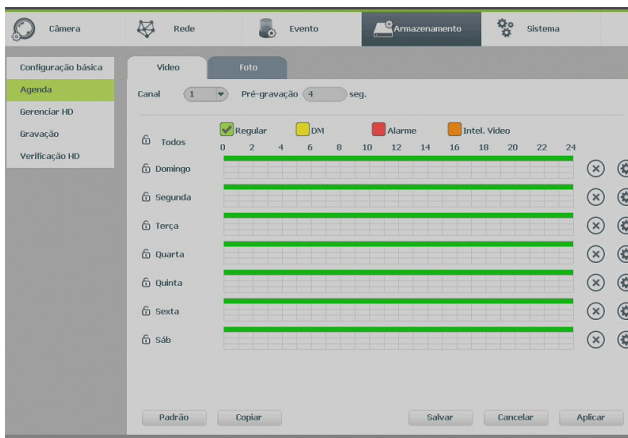 Câmera Rede Evento Armazenamento Sistema
Configuração básica
Agenda
Gerenciar HD
Gravação
Verificação HD
Vídeo Foto
Canal 1 Pré-gravação 4 seg.
Todos Regular DM Alarme Intel. Vídeo
0 2 4 6 8 10 12 14 16 18 20 22 24
Domingo
Segunda
Terça
Quarta
Quinta
Sexta
Sáb
Padrão Copiar Salvar Cancelar Aplicar